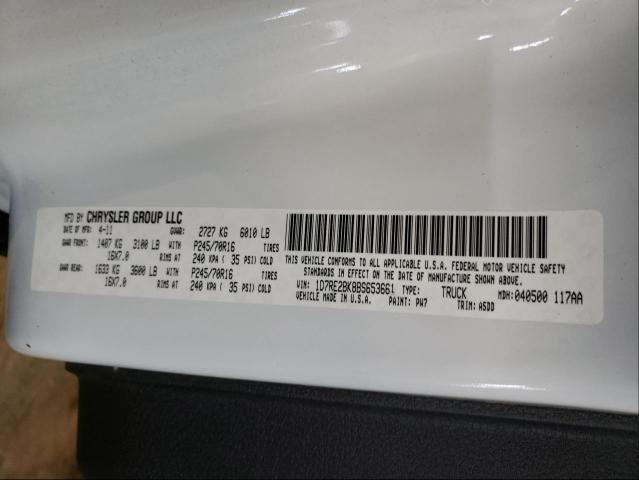 MFD BY CHRYSLER GROUP LLC
DATE OF MFR: 4-11 GVWR: 2727 KG 6010 LB
GAWR FRONT: 1407 KG 3100 LB WITH P245/70R16 TIRES
16X7.0 RIMS AT 240 KPA ( 35 PSI) COLD
GAWR REAR: 1633 KG 3600 LB WITH P245/70R16 TIRES
16X7.0 RIMS AT 240 KPA ( 35 PSI) COLD
THIS VEHICLE CONFORMS TO ALL APPLICABLE U.S.A. FEDERAL MOTOR VEHICLE SAFETY
STANDARDS IN EFFECT ON THE DATE OF MANUFACTURE SHOWN ABOVE.
VIN: 1D7RE2BK8BS653661 TYPE: TRUCK MDH: 040500 117AA
VEHICLE MADE IN U.S.A. PAINT: PW7 TRIM: A5DD